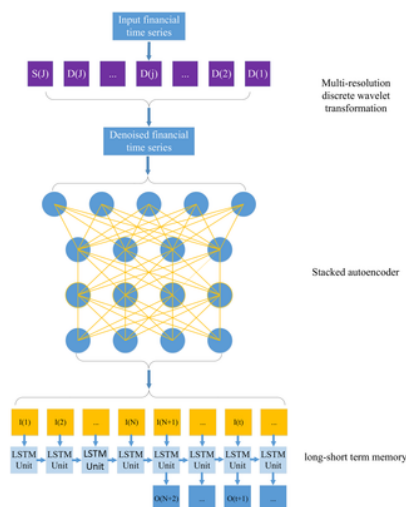 Input financial
time series
S(J) D(J) ... D(j) ... D(2) D(1)
Multi-resolution
discrete wavelet
transformation
Denoised financial
time series
Stacked autoencoder
I(1) I(2) ... I(N) I(N+1) ... I(t) ...
LSTM LSTM LSTM LSTM LSTM LSTM LSTM LSTM
Unit Unit Unit Unit Unit Unit Unit Unit
long-short term memory
O(N+2) ... O(t+1) ...